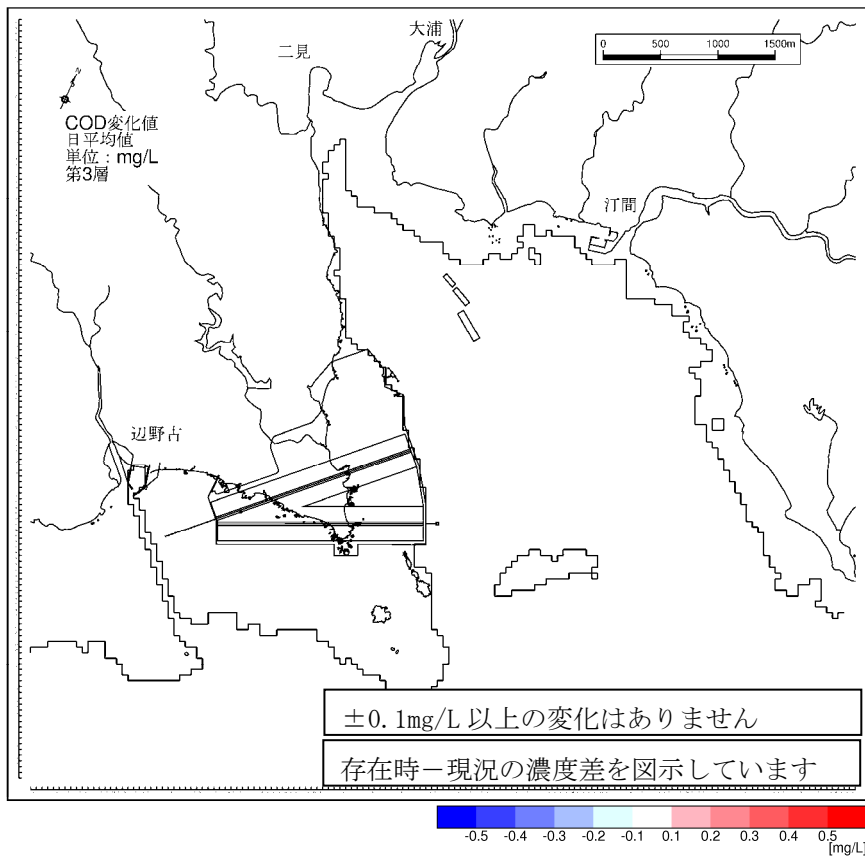 大浦
二見
0 500 1000 1500m
N
COD変化値
日平均値
単位：mg/L
第3層
汀間
辺野古
±0.1mg/L 以上の変化はありません
存在時－現況の濃度差を図示しています
-0.5 -0.4 -0.3 -0.2 -0.1 0.1 0.2 0.3 0.4 0.5
[mg/L]